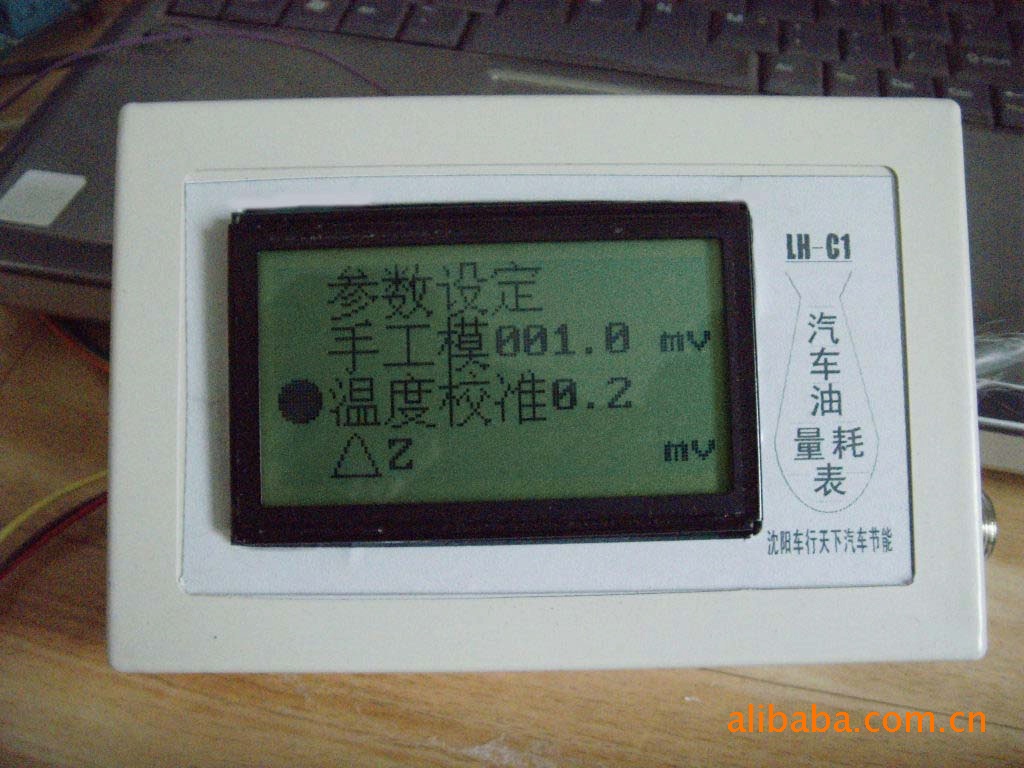 参数设定
手工模001.0 mv
温度校准0.2
△Z mv
LH-C1
汽车油量耗表
沈阳车行天下汽车节能
alibaba.com.cn